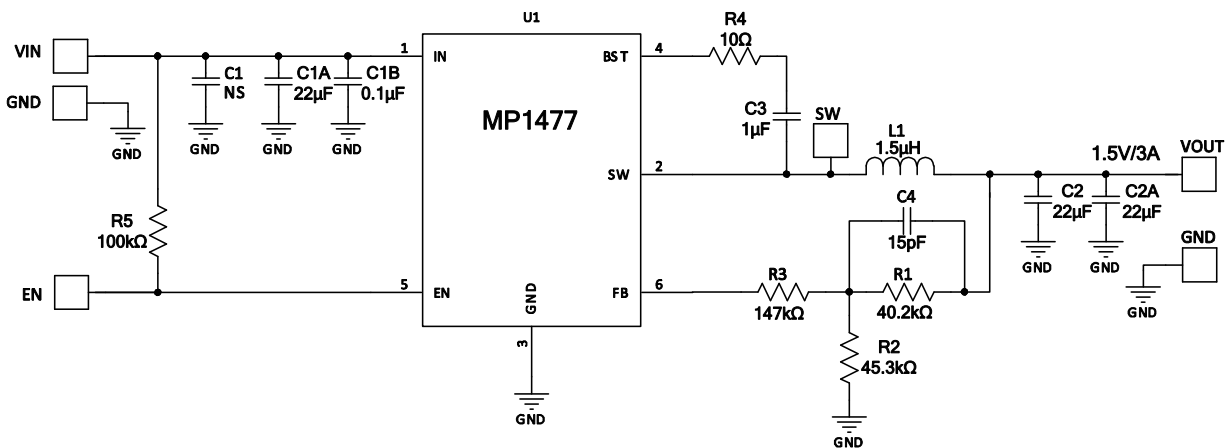 U1
R4
10Ω
VIN
1
IN
BST
4
C1
NS
C1A
22µF
C1B
0.1µF
GND
GND
GND
GND
GND
MP1477
C3
1µF
SW
L1
1.5µH
1.5V/3A
VOUT
SW
2
C4
15pF
C2
22µF
C2A
22µF
R5
100kΩ
GND
GND
GND
EN
5
EN
GND
FB
6
R3
147kΩ
R1
40.2kΩ
GND
3
R2
45.3kΩ
GND
GND